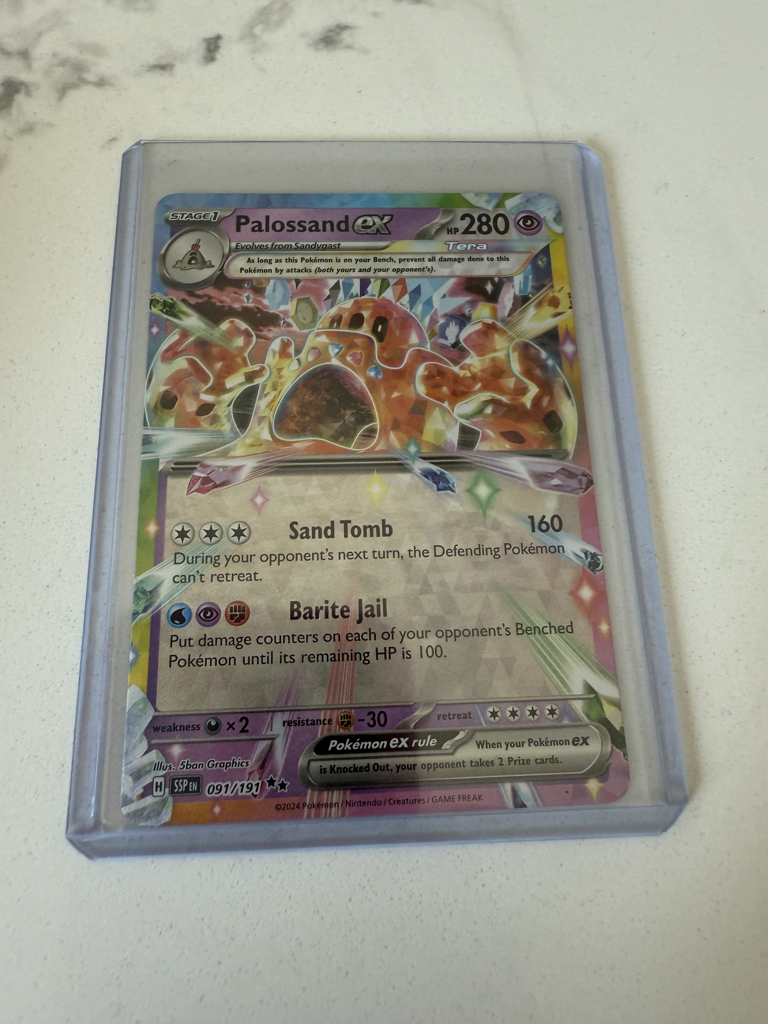 STAGE1 Palossand ex HP 280
Evolves from Sandygast Tera
As long as this Pokémon is on your Bench, prevent all damage done to this
Pokémon by attacks (both yours and your opponent's).
Sand Tomb 160
During your opponent's next turn, the Defending Pokémon
can't retreat.
Barite Jail
Put damage counters on each of your opponent's Benched
Pokémon until its remaining HP is 100.
weakness ×2 resistance -30 retreat
Pokémon ex rule When your Pokémon ex
is Knocked Out, your opponent takes 2 Prize cards.
Illus. 5ban Graphics
H SSP EN 091/191 ★★
©2024 Pokémon / Nintendo / Creatures / GAME FREAK